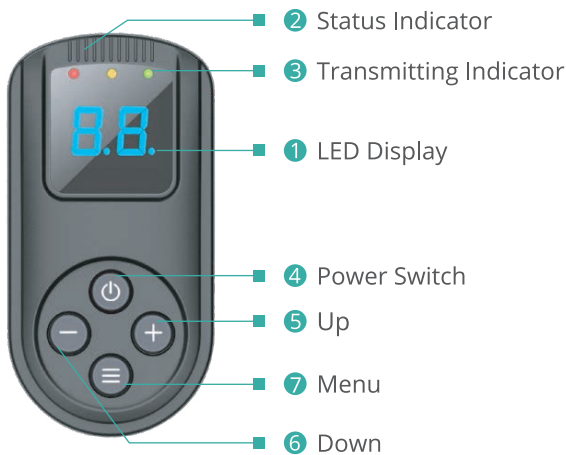 2 Status Indicator
3 Transmitting Indicator
8.8.
1 LED Display
4 Power Switch
5 Up
7 Menu
6 Down